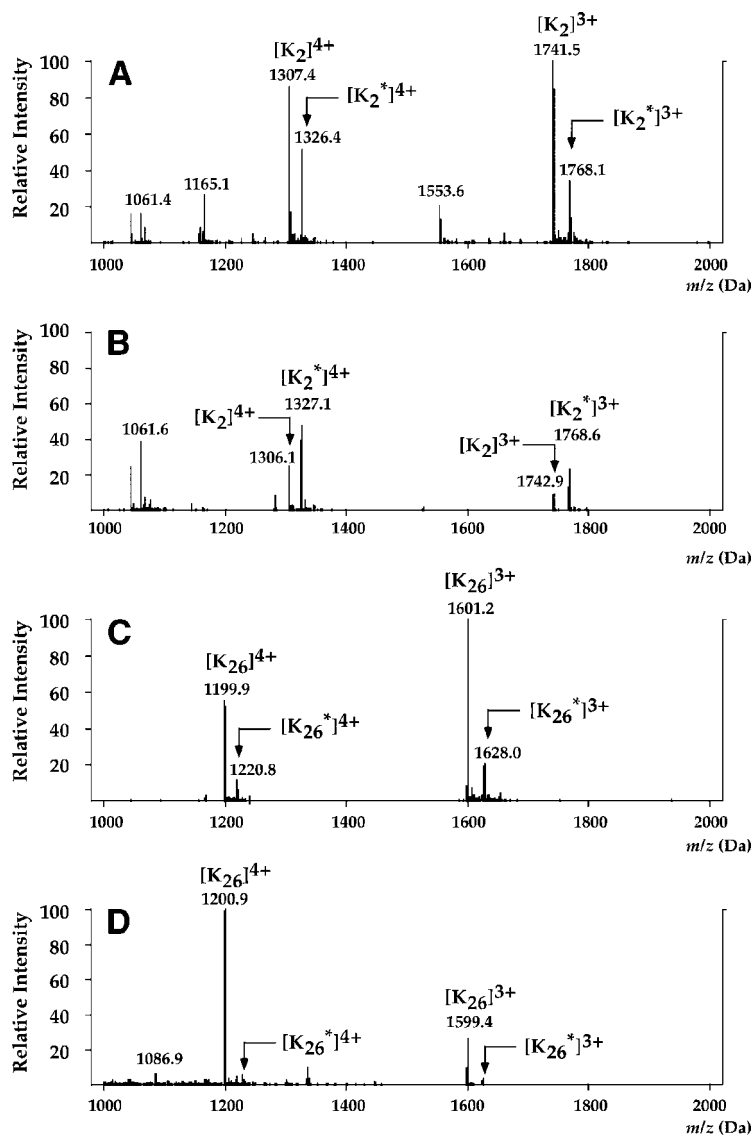 A
Relative Intensity
100
80
60
40
20
[K2]4+
1307.4
[K2*]4+
1326.4
1061.4
1165.1
1553.6
[K2]3+
1741.5
[K2*]3+
1768.1
1000 1200 1400 1600 1800 2000
m/z (Da)
B
Relative Intensity
100
80
60
40
20
[K2*]4+
1327.1
[K2]4+
1306.1
1061.6
[K2*]3+
1768.6
[K2]3+
1742.9
1000 1200 1400 1600 1800 2000
m/z (Da)
C
Relative Intensity
100
80
60
40
20
[K26]4+
1199.9
[K26*]4+
1220.8
[K26]3+
1601.2
[K26*]3+
1628.0
1000 1200 1400 1600 1800 2000
m/z (Da)
D
Relative Intensity
100
80
60
40
20
[K26]4+
1200.9
1086.9
[K26*]4+
[K26]3+
1599.4
[K26*]3+
1000 1200 1400 1600 1800 2000
m/z (Da)